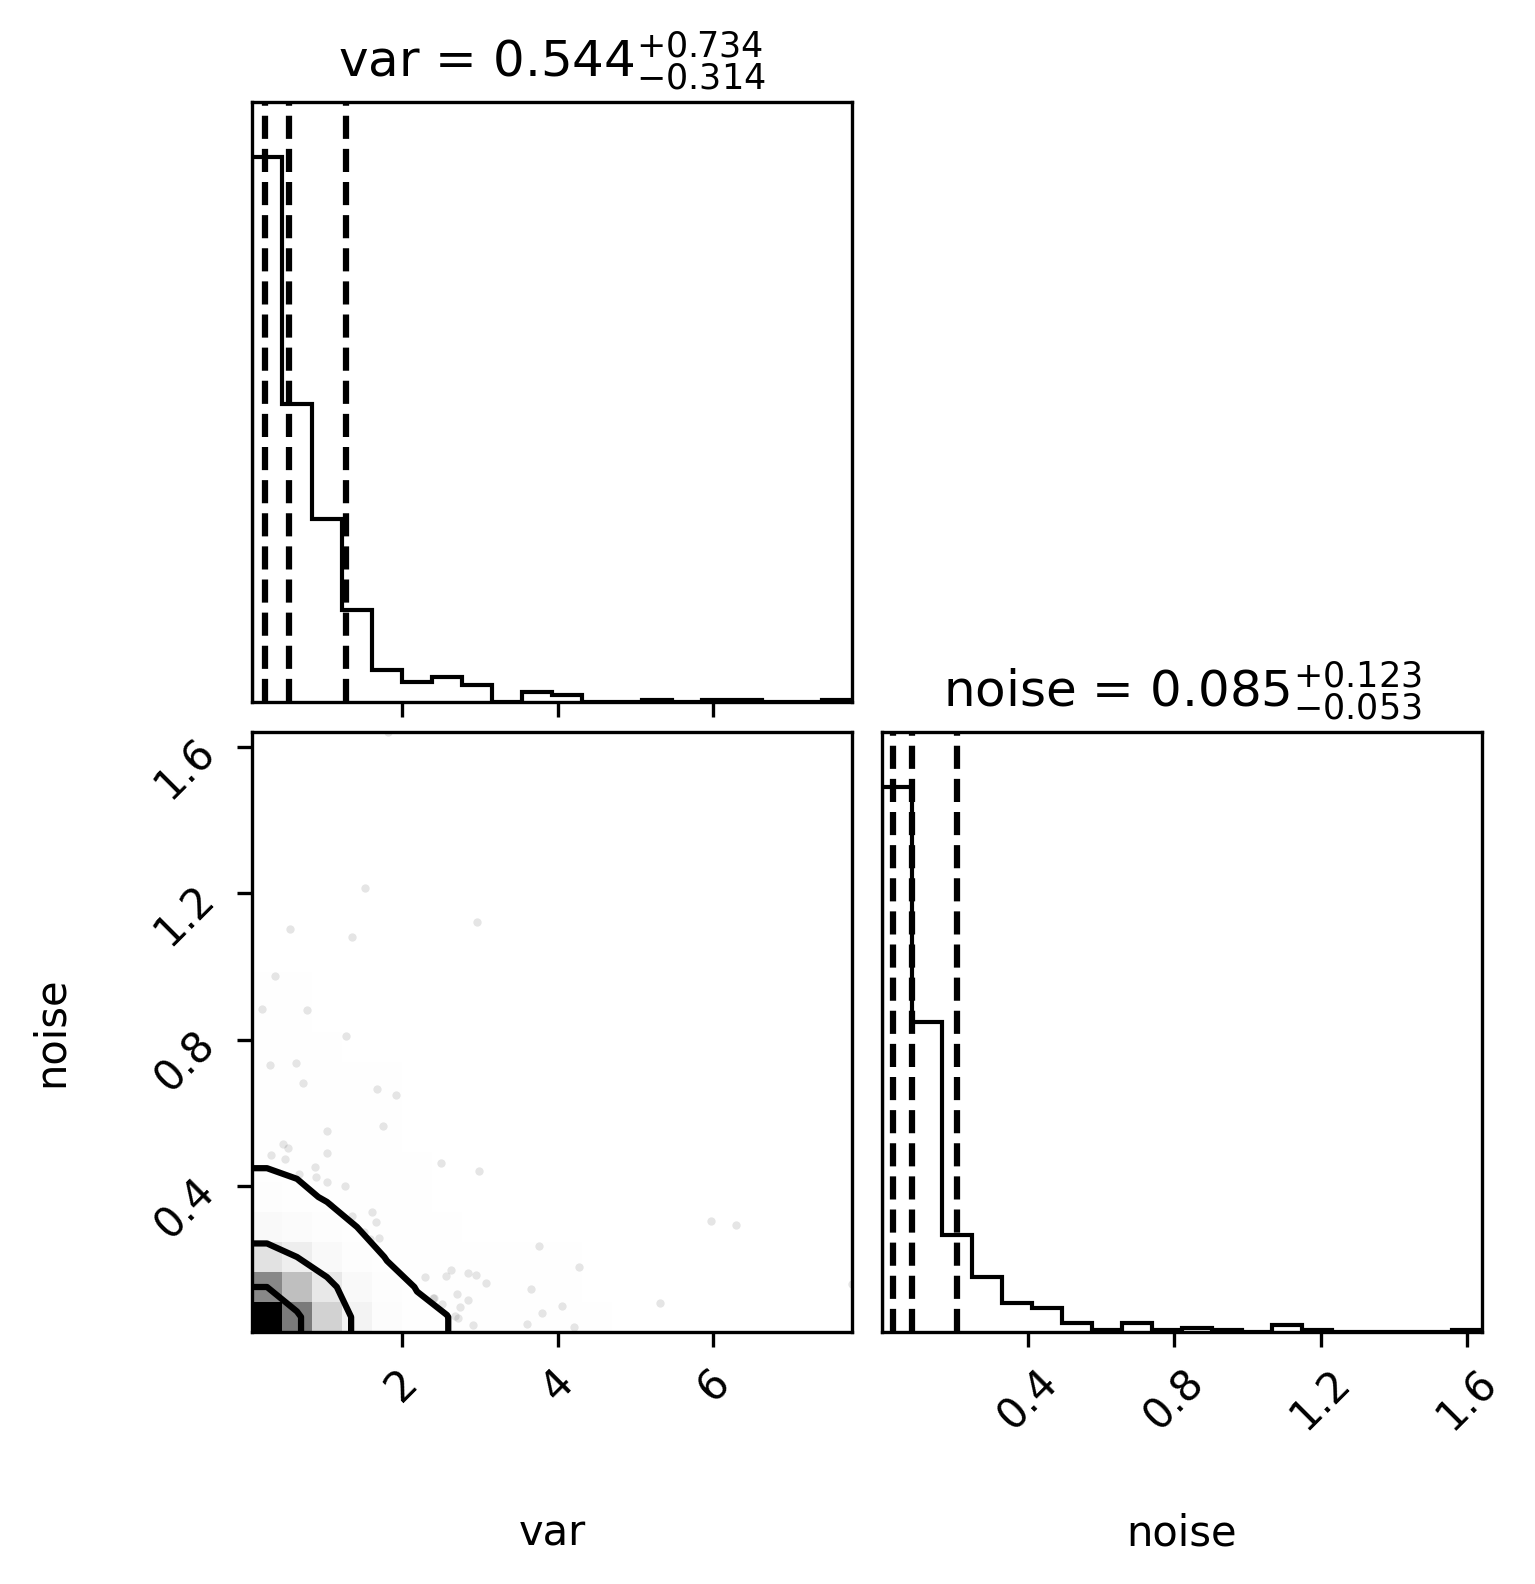 var = 0.544 +0.734 −0.314
noise = 0.085 +0.123 −0.053
1.6
1.2
0.8
0.4
noise
2 4 6
0.4 0.8 1.2 1.6
var
noise